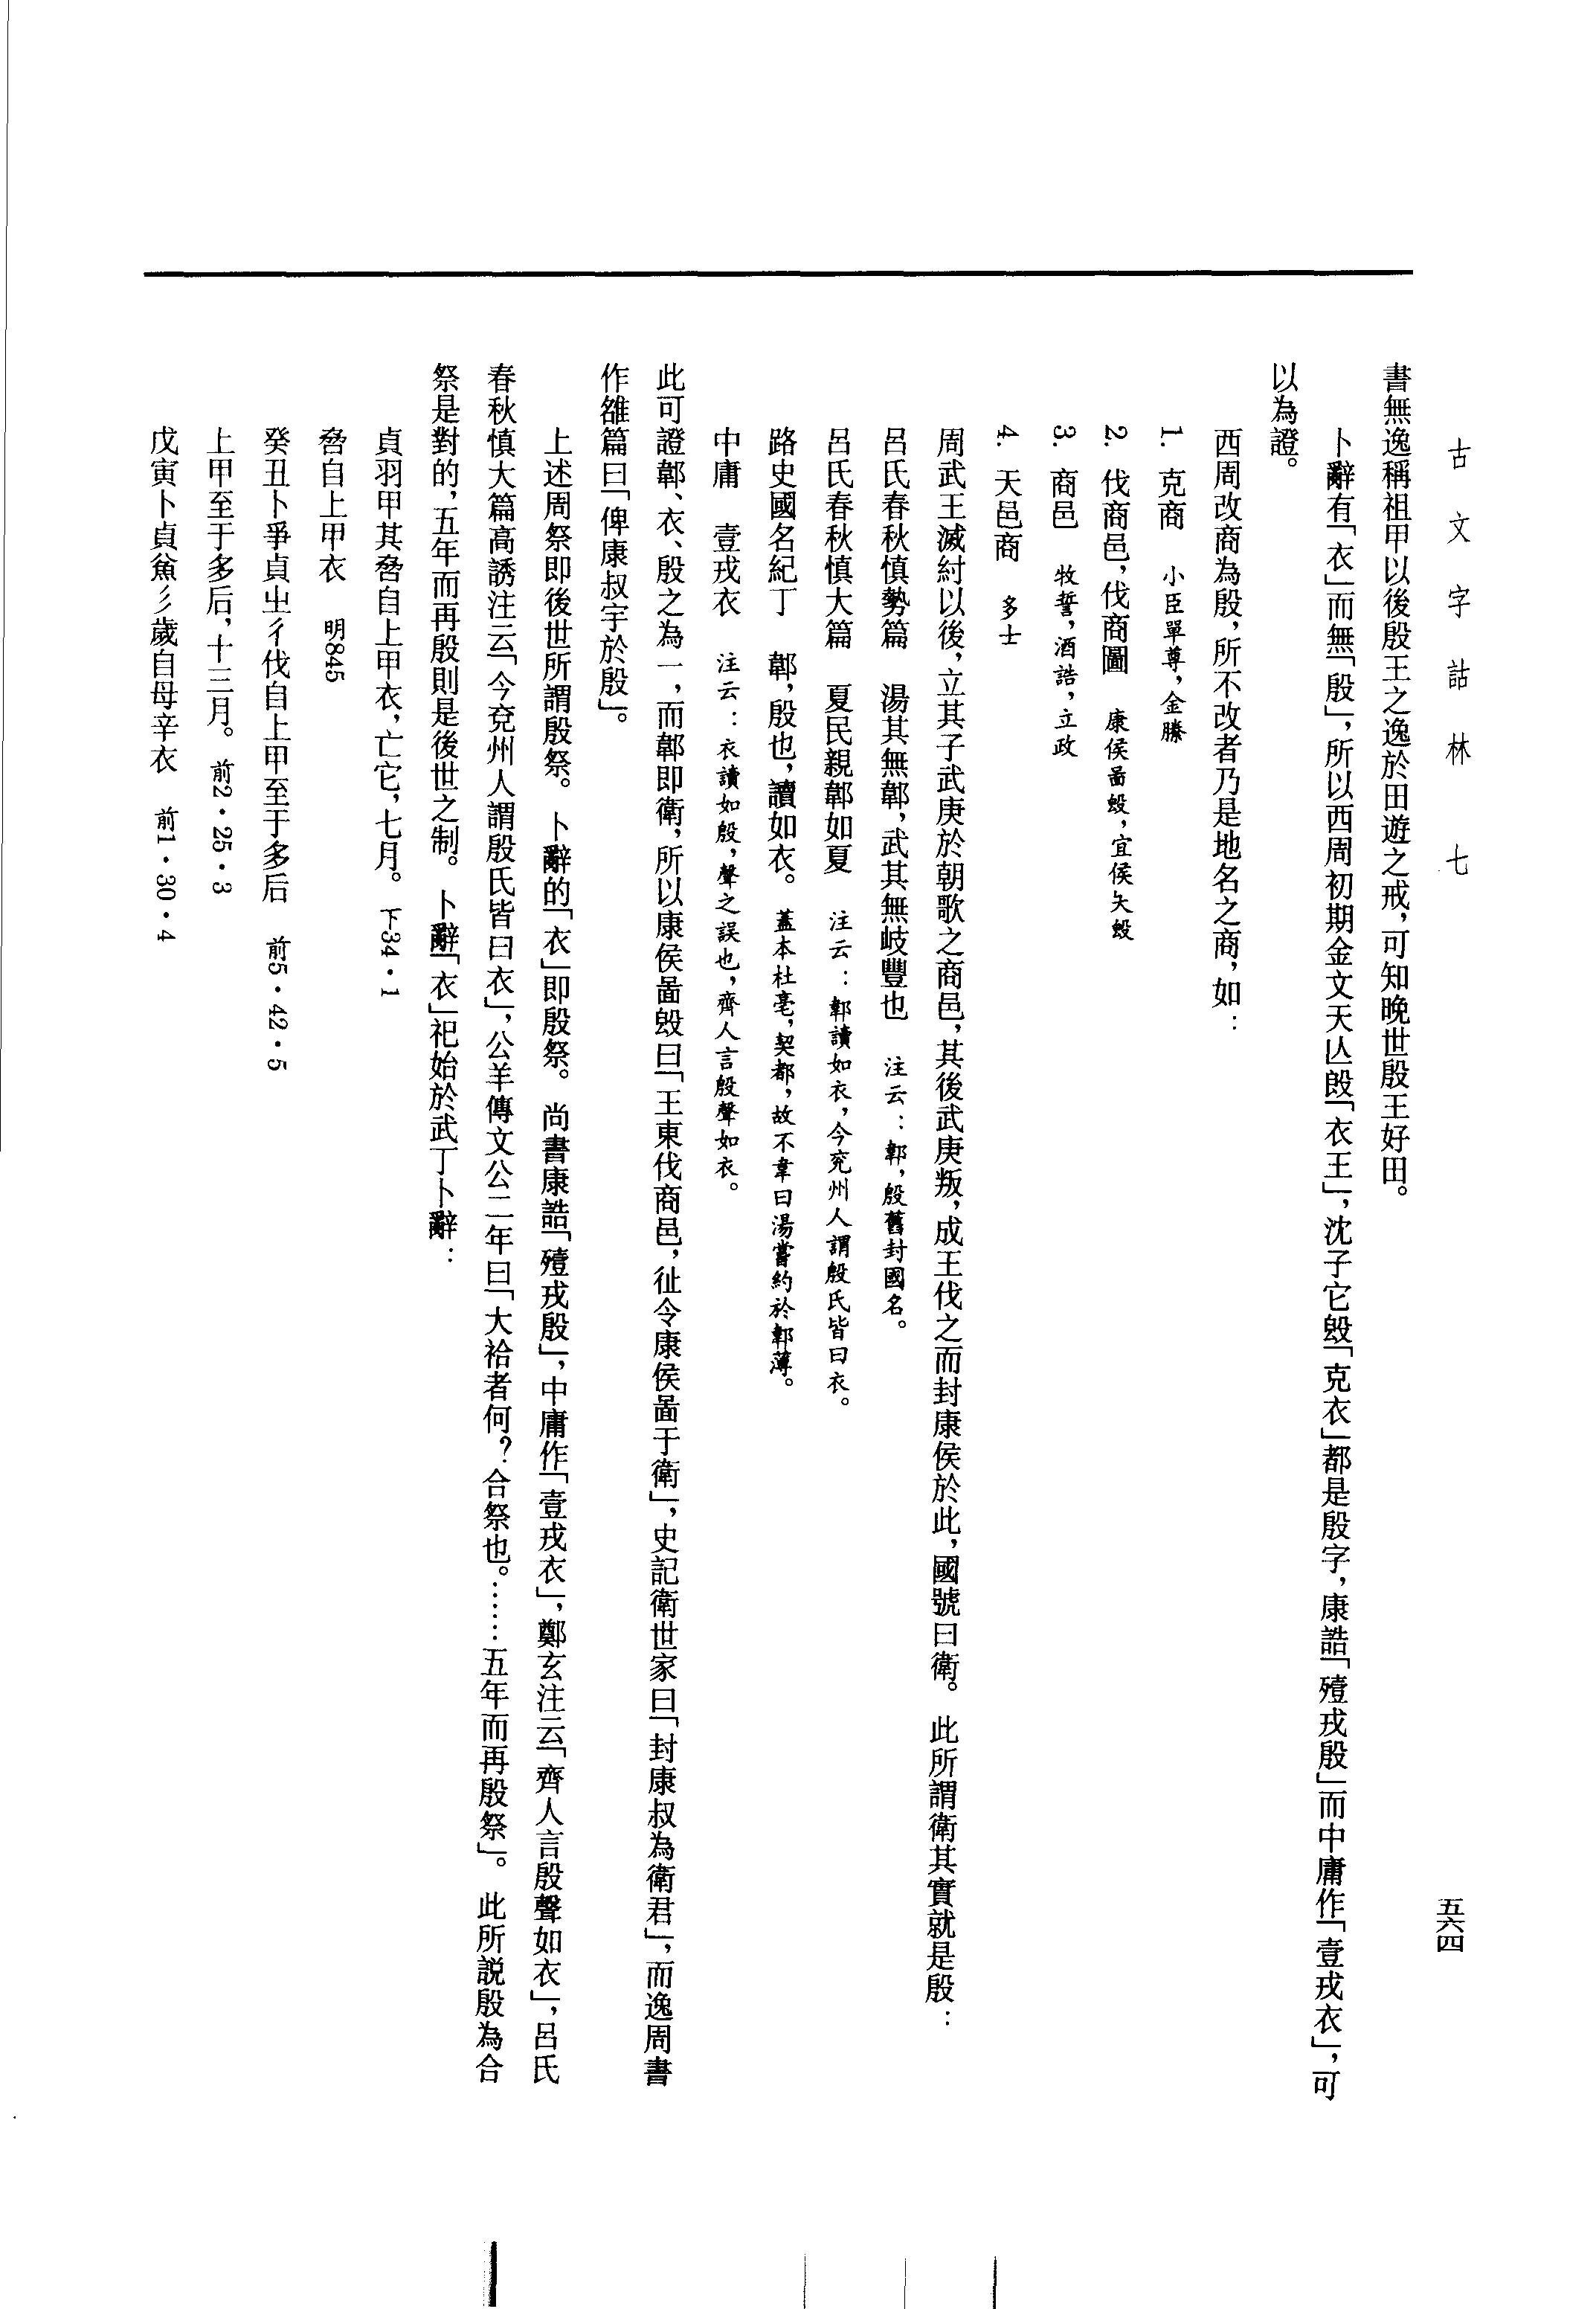 古文字詁林 七
五六四
書無逸稱祖甲以後殷王之逸於田遊之戒，可知晚世殷王好田。
卜辭有「衣」而無「殷」，所以西周初期金文天亾𣪘「衣王」，沈子它𣪘「克衣」都是殷字，康誥「殪戎殷」而中庸作「壹戎衣」，可
以為證。
西周改商為殷，所不改者乃是地名之商，如：
1. 克商 小臣單尊，金縢
2. 伐商邑，伐商圖 康侯啚𣪘，宜侯夨𣪘
3. 商邑 牧誓，酒誥，立政
4. 天邑商 多士
周武王滅紂以後，立其子武庚於朝歌之商邑，其後武庚叛，成王伐之而封康侯於此，國號曰衛。此所謂衛其實就是殷：
呂氏春秋慎勢篇 湯其無鄣，武其無岐豐也 注云：鄣，殷舊封國名。
呂氏春秋慎大篇 夏民親鄣如夏 注云：鄣讀如衣，今兗州人謂殷氏皆曰衣。
路史國名紀丁 鄣，殷也，讀如衣。蓋本杜亳，契都，故不韋曰湯嘗約於鄣薄。
中庸 壹戎衣 注云：衣讀如殷，聲之誤也，齊人言殷聲如衣。
此可證鄣、衣、殷之為一，而鄣即衛，所以康侯啚𣪘曰「王東伐商邑，𢓊令康侯啚于衛」，史記衛世家曰「封康叔為衛君」，而逸周書
作雒篇曰「俾康叔宇於殷」。
上述周祭即後世所謂殷祭。卜辭的「衣」即殷祭。尚書康誥「殪戎殷」，中庸作「壹戎衣」，鄭玄注云「齊人言殷聲如衣」，呂氏
春秋慎大篇高誘注云「今兗州人謂殷氏皆曰衣」，公羊傳文公二年曰「大祫者何？合祭也。……五年而再殷祭」。此所説殷為合
祭是對的，五年而再殷則是後世之制。卜辭「衣」祀始於武丁卜辭：
貞羽甲其𠱠自上甲衣，亡它，七月。 下34·1
𠱠自上甲衣 明845
癸丑卜爭貞㞢彳伐自上甲至于多后 前5·42·5
上甲至于多后，十三月。 前2·25·3
戊寅卜貞彡歲自母辛衣 前1·30·4